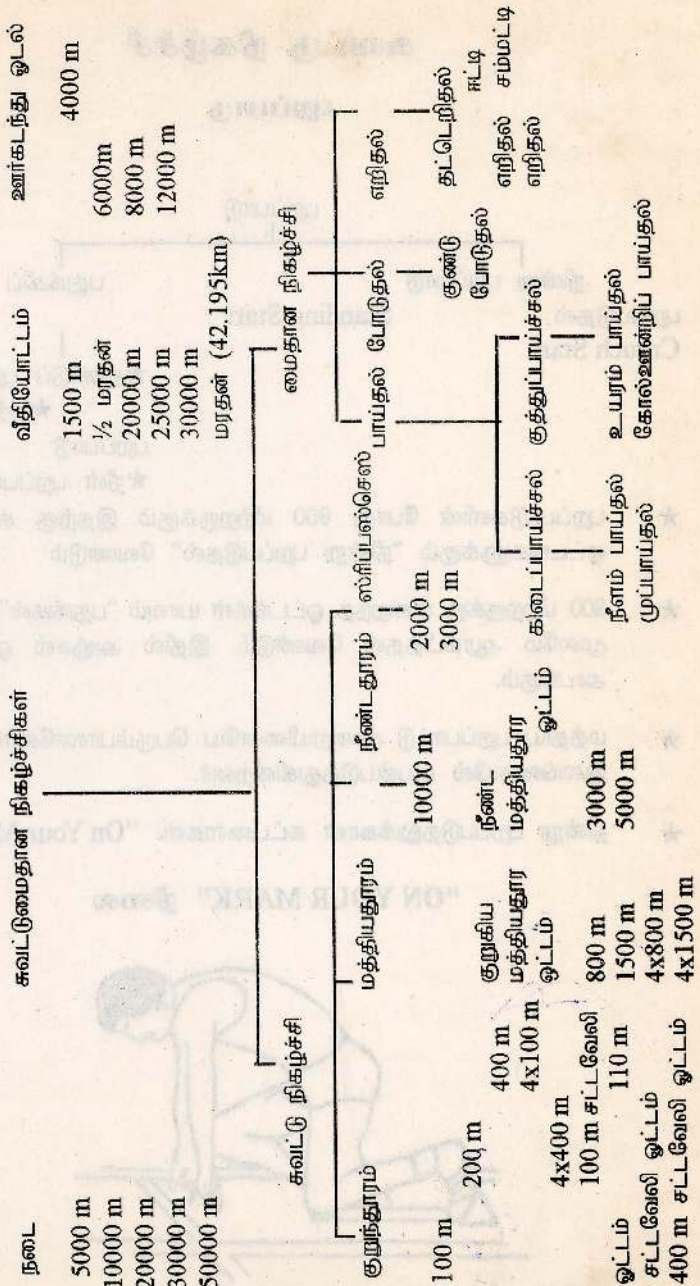 நடை
5000 m
10000 m
20000 m
30000 m
50000 m
சுவட்டுமைதான நிகழ்ச்சிகள்
வீதியோட்டம்
1500 m
½ மரதன்
20000 m
25000 m
30000 m
மரதன் (42.195km)
ஊர்கடந்து ஓடல்
4000 m
6000m
8000 m
12000 m
சுவட்டு நிகழ்ச்சி
மைதான நிகழ்ச்சி
குறுந்தூரம்
மத்தியதூரம்
நீண்டதூரம்
ஸ்ரிபிள்ஸ்செஸ்
பாய்தல்
போடுதல்
எறிதல்
100 m
200 m
400 m
4x100 m
4x400 m
100 m சட்டவேலி
ஓட்டம்
110 m
சட்டவேலி ஓட்டம்
400 m சட்டவேலி ஓட்டம்
குறுகிய
மத்தியதூர
ஓட்டம்
800 m
1500 m
4x800 m
4x1500 m
நீண்ட
மத்தியதூர
ஓட்டம்
3000 m
5000 m
10000 m
2000 m
3000 m
கிடைப்பாய்ச்சல்
குத்துப்பாய்ச்சல்
நீளம் பாய்தல்
முப்பாய்தல்
உயரம் பாய்தல்
கோல்ஊன்றிப் பாய்தல்
குண்டு
போடுதல்
தட்டெறிதல்
ஈட்டி
எறிதல்
சம்மட்டி
எறிதல்